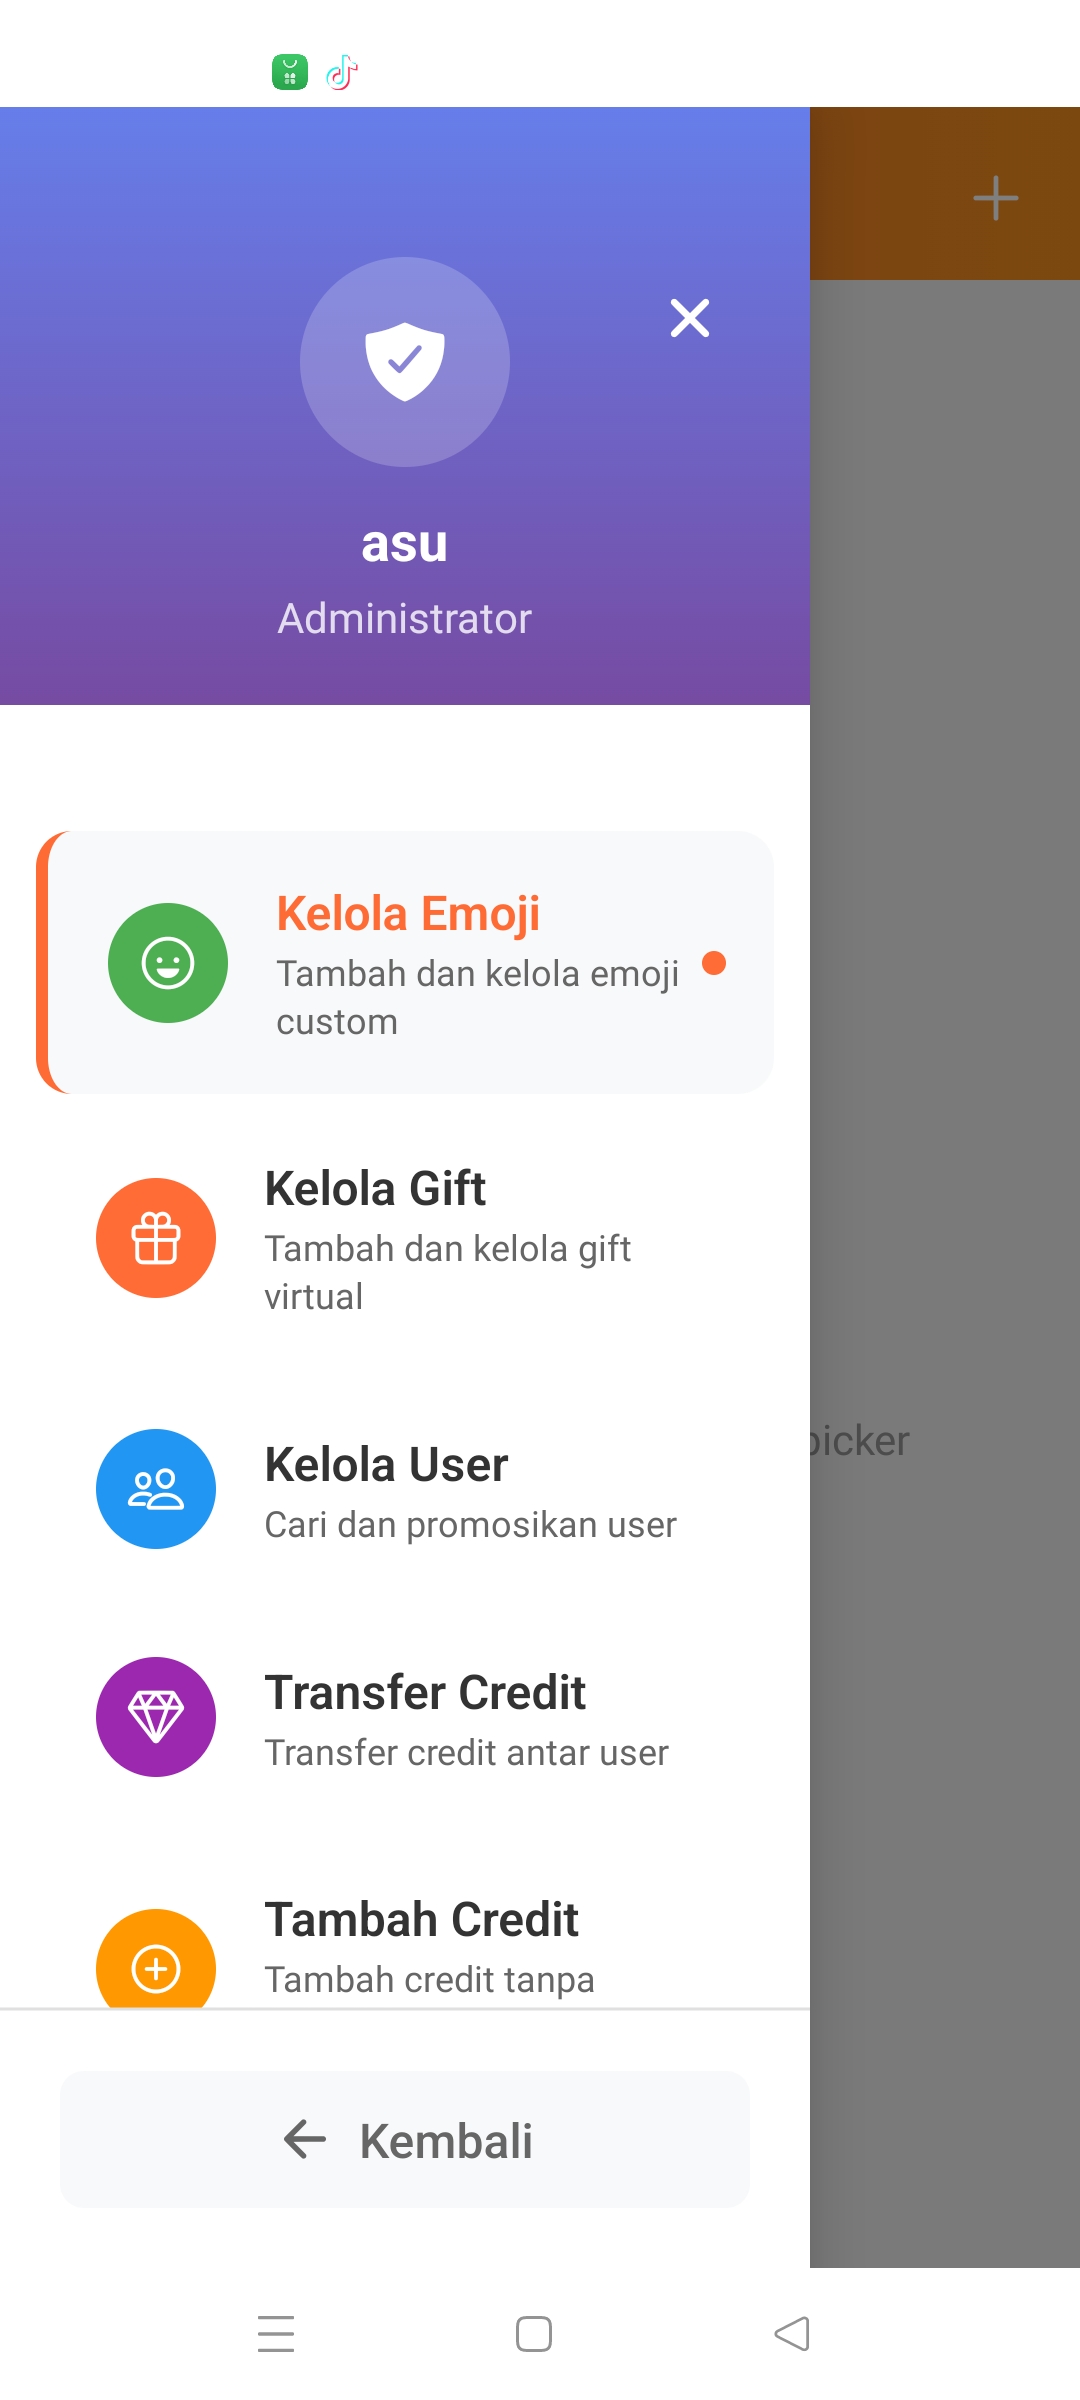 asu
Administrator
Kelola Emoji
Tambah dan kelola emoji
custom
Kelola Gift
Tambah dan kelola gift
virtual
picker
Kelola User
Cari dan promosikan user
Transfer Credit
Transfer credit antar user
Tambah Credit
Tambah credit tanpa
Kembali